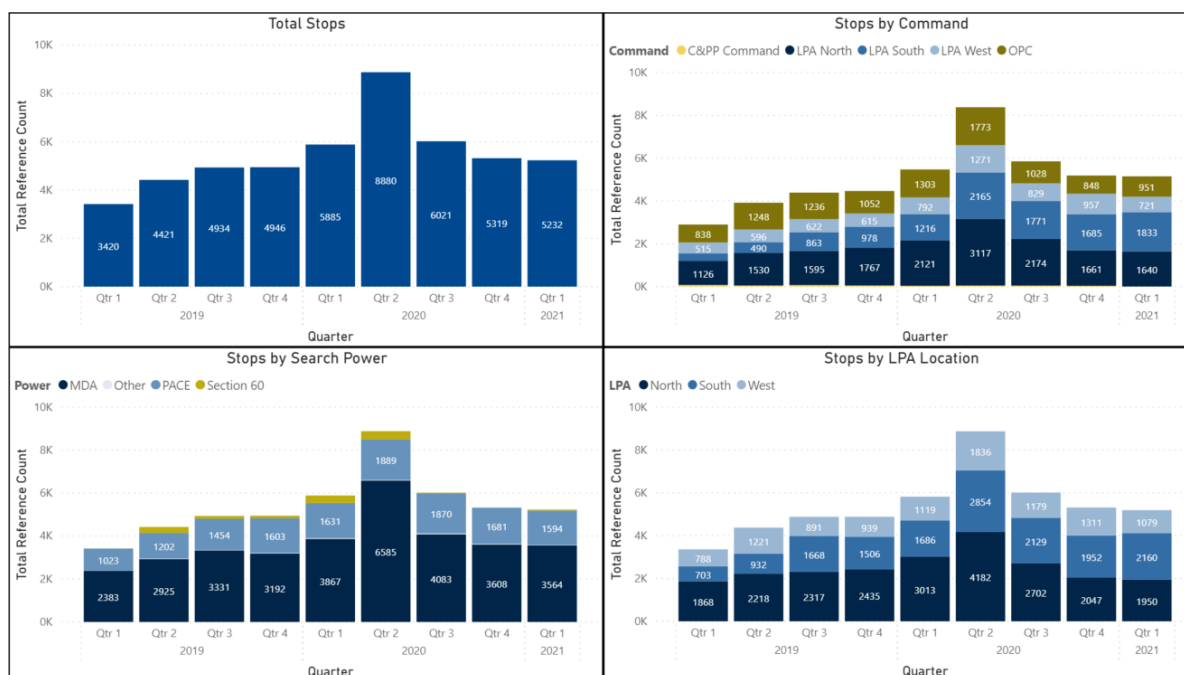 Total Stops
Total Reference Count
10K
8K
6K
4K
2K
0K
3420 4421 4934 4946 5885 8880 6021 5319 5232
Qtr 1 Qtr 2 Qtr 3 Qtr 4 Qtr 1 Qtr 2 Qtr 3 Qtr 4 Qtr 1
2019 2020 2021
Quarter
Stops by Command
Command C&PP Command LPA North LPA South LPA West OPC
Total Reference Count
10K
8K
6K
4K
2K
0K
838 1248 1236 1052 1303 1773 1028 848 951
515 596 622 615 792 1271 829 957 721
490 863 978 1216 2165 1771 1685 1833
1126 1530 1595 1767 2121 3117 2174 1661 1640
Qtr 1 Qtr 2 Qtr 3 Qtr 4 Qtr 1 Qtr 2 Qtr 3 Qtr 4 Qtr 1
2019 2020 2021
Quarter
Stops by Search Power
Power MDA Other PACE Section 60
Total Reference Count
10K
8K
6K
4K
2K
0K
1023 1202 1454 1603 1631 1889 1870 1681 1594
2383 2925 3331 3192 3867 6585 4083 3608 3564
Qtr 1 Qtr 2 Qtr 3 Qtr 4 Qtr 1 Qtr 2 Qtr 3 Qtr 4 Qtr 1
2019 2020 2021
Quarter
Stops by LPA Location
LPA North South West
Total Reference Count
10K
8K
6K
4K
2K
0K
788 1221 891 939 1119 1836 1179 1311 1079
703 932 1668 1506 1686 2854 2129 1952 2160
1868 2218 2317 2435 3013 4182 2702 2047 1950
Qtr 1 Qtr 2 Qtr 3 Qtr 4 Qtr 1 Qtr 2 Qtr 3 Qtr 4 Qtr 1
2019 2020 2021
Quarter